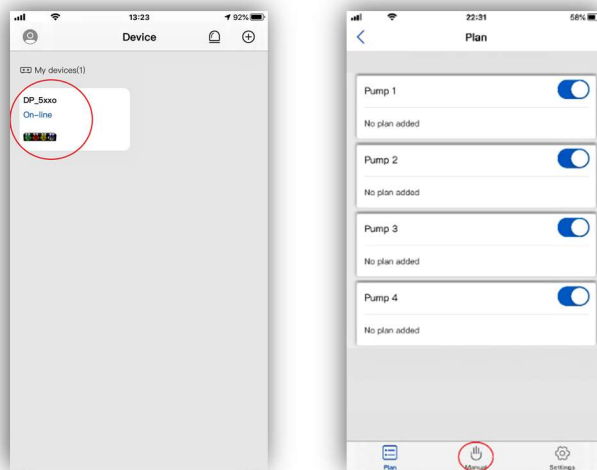 13:23
92%
Device
My devices(1)
DP_5xxo
On-line
22:31
58%
Plan
Pump 1
No plan added
Pump 2
No plan added
Pump 3
No plan added
Pump 4
No plan added
Plan
Manual
Settings